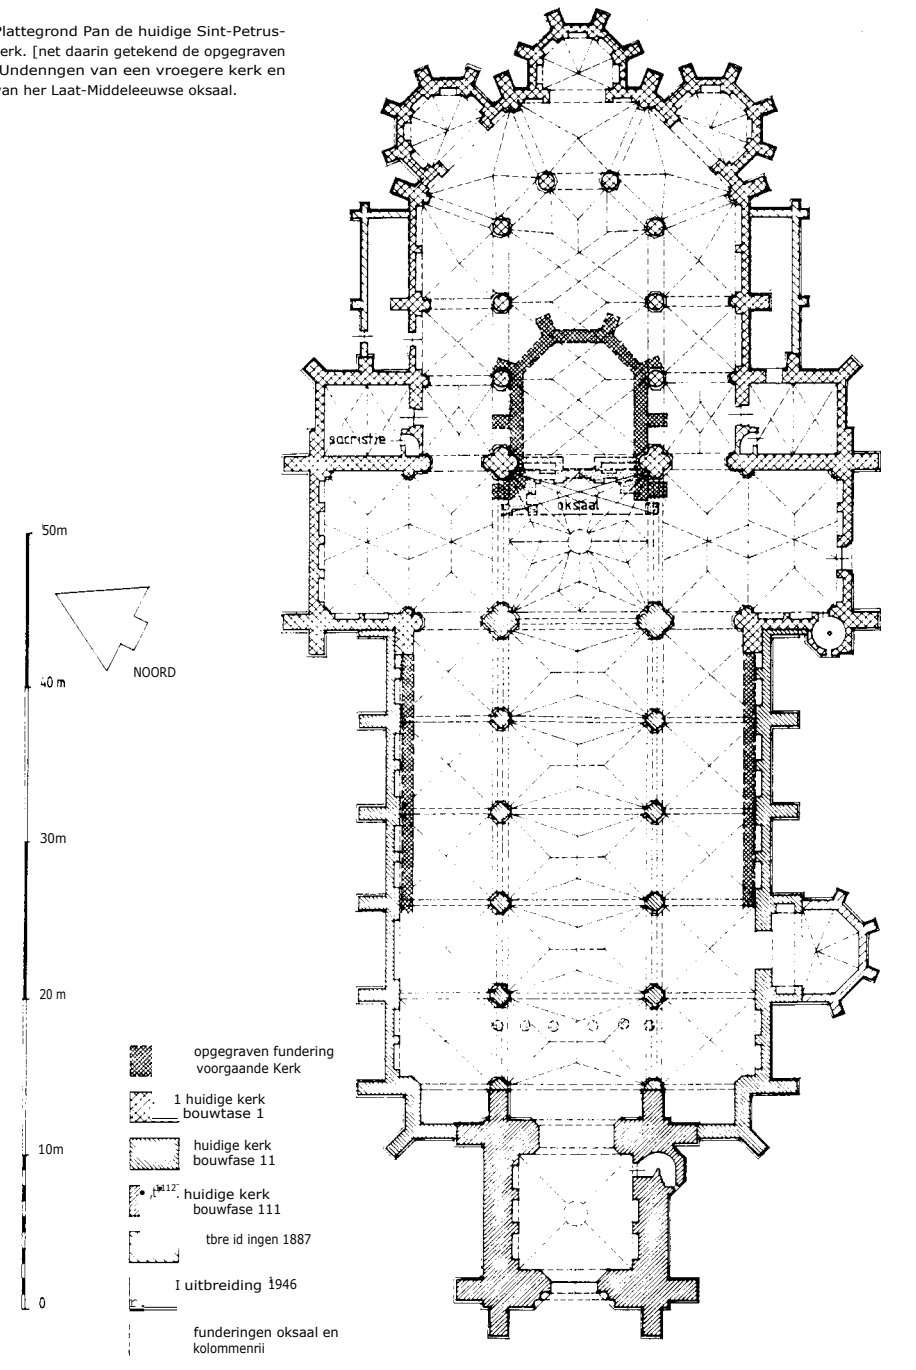 Plattegrond Pan de huidige Sint-Petrus-
erk. [net daarin getekend de opgegraven
Undenngen van een vroegere kerk en
van her Laat-Middeleeuwse oksaal.
sacristie
oksaal
50m
NOORD
40 m
30m
20 m
10m
0
opgegraven fundering
voorgaande Kerk
1 huidige kerk
bouwtase 1
huidige kerk
bouwfase 11
huidige kerk
bouwfase 111
tbre id ingen 1887
I uitbreiding 1946
funderingen oksaal en
kolommenrij